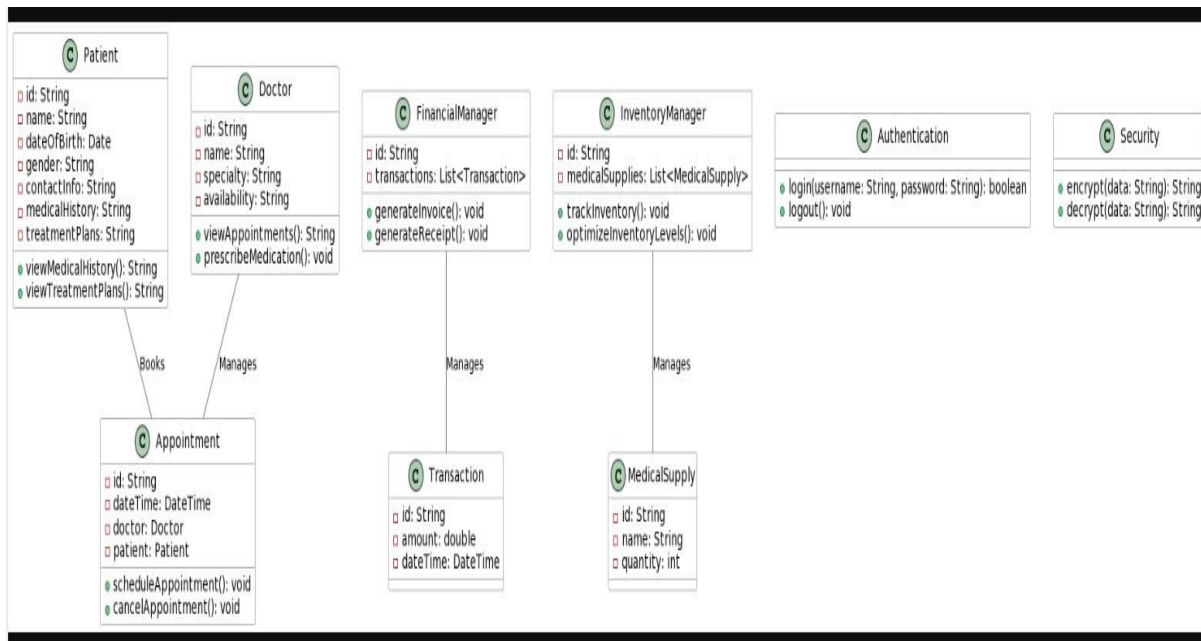 C Patient
id: String
name: String
dateOfBirth: Date
gender: String
contactInfo: String
medicalHistory: String
treatmentPlans: String
viewMedicalHistory(): String
viewTreatmentPlans(): String
C Doctor
id: String
name: String
specialty: String
availability: String
viewAppointments(): String
prescribeMedication(): void
C FinancialManager
id: String
transactions: List<Transaction>
generateInvoice(): void
generateReceipt(): void
C InventoryManager
id: String
medicalSupplies: List<MedicalSupply>
trackInventory(): void
optimizeInventoryLevels(): void
C Authentication
login(username: String, password: String): boolean
logout(): void
C Security
encrypt(data: String): String
decrypt(data: String): String
Books
Manages
Manages
Manages
C Appointment
id: String
dateTime: DateTime
doctor: Doctor
patient: Patient
scheduleAppointment(): void
cancelAppointment(): void
C Transaction
id: String
amount: double
dateTime: DateTime
C MedicalSupply
id: String
name: String
quantity: int